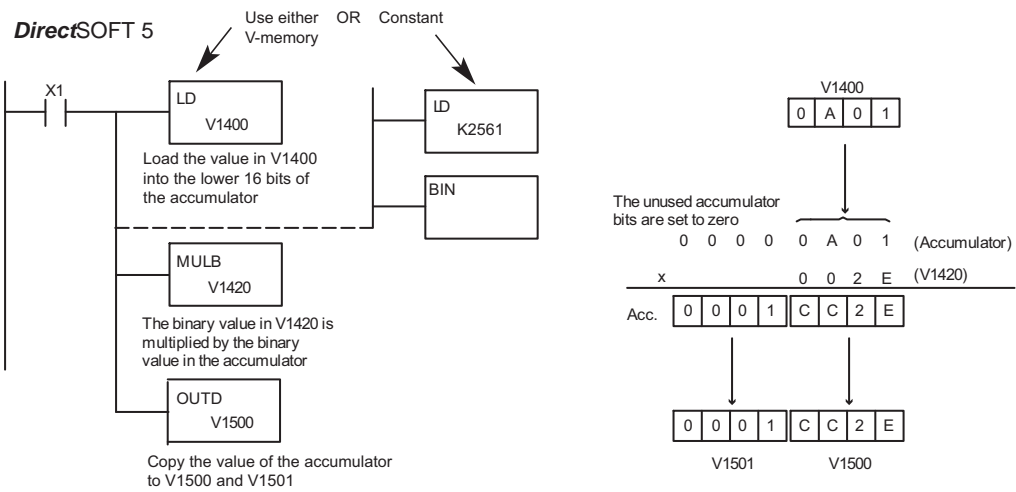 DirectSOFT 5
Use either OR Constant
V-memory
X1
LD
V1400
LD
K2561
Load the value in V1400
into the lower 16 bits of
the accumulator
BIN
MULB
V1420
The binary value in V1420 is
multiplied by the binary
value in the accumulator
OUTD
V1500
Copy the value of the accumulator
to V1500 and V1501
V1400
0 A 0 1
The unused accumulator
bits are set to zero
0 0 0 0 0 A 0 1 (Accumulator)
x 0 0 2 E (V1420)
Acc. 0 0 0 1 C C 2 E
0 0 0 1 C C 2 E
V1501 V1500